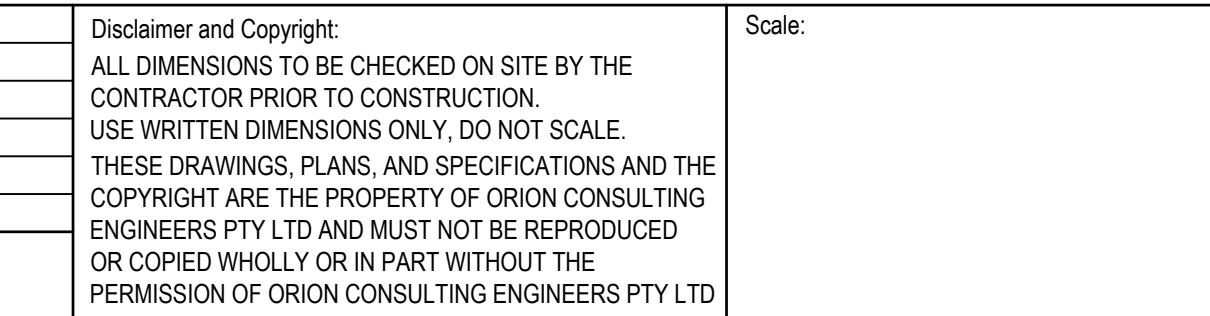 Disclaimer and Copyright:
ALL DIMENSIONS TO BE CHECKED ON SITE BY THE
CONTRACTOR PRIOR TO CONSTRUCTION.
USE WRITTEN DIMENSIONS ONLY, DO NOT SCALE.
THESE DRAWINGS, PLANS, AND SPECIFICATIONS AND THE
COPYRIGHT ARE THE PROPERTY OF ORION CONSULTING
ENGINEERS PTY LTD AND MUST NOT BE REPRODUCED
OR COPIED WHOLLY OR IN PART WITHOUT THE
PERMISSION OF ORION CONSULTING ENGINEERS PTY LTD
Scale: